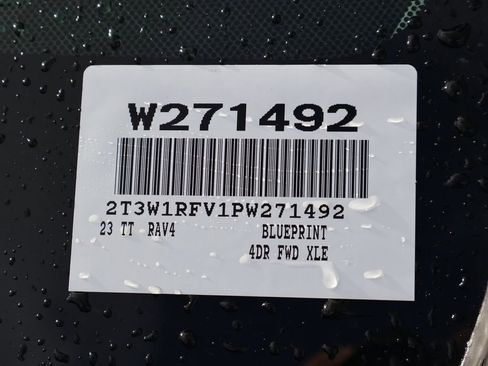 W271492
2T3W1RFV1PW271492
23 TT RAV4 BLUEPRINT
4DR FWD XLE